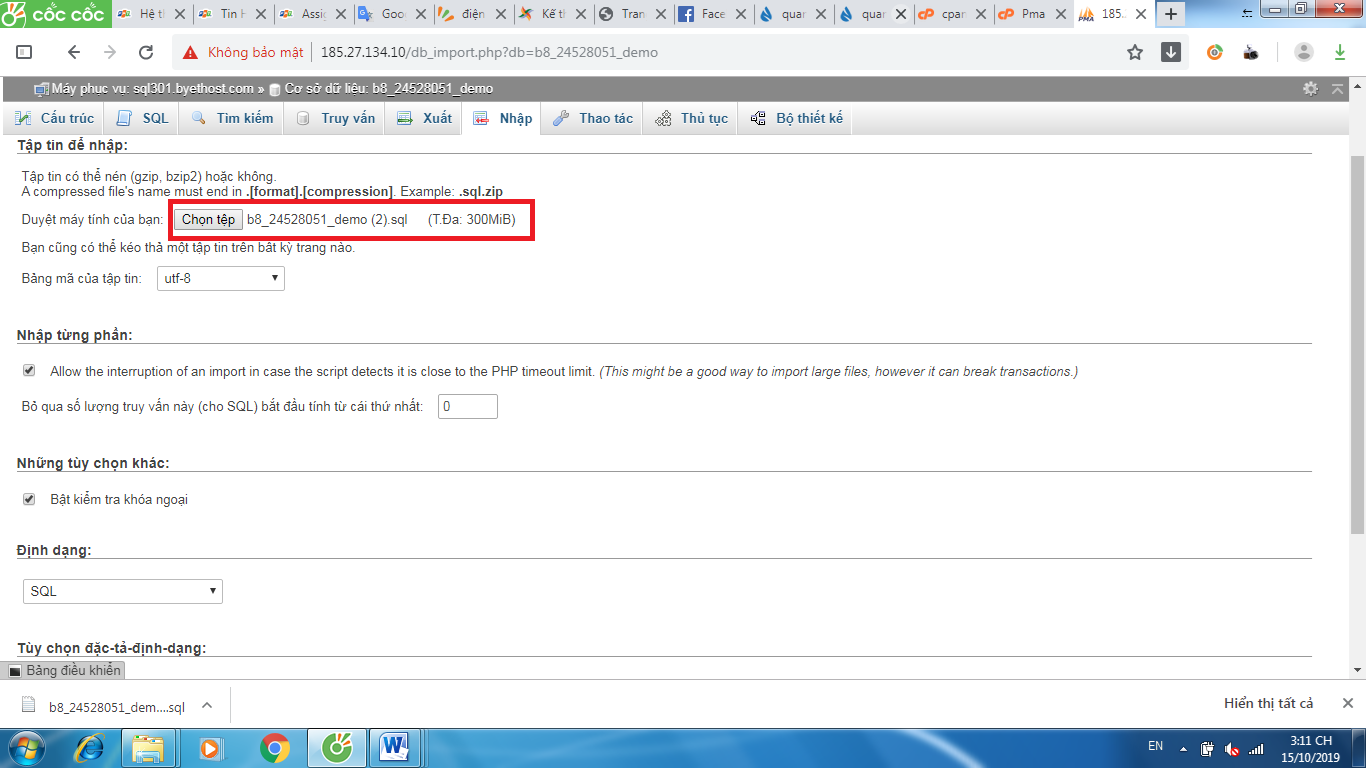 cốc cốc
Hệ t
Tin H
Assig
Goo
điện
Kế th
Tran
Face
quar
quar
cpar
Pma
185.
Không bảo mật
185.27.134.10/db_import.php?db=b8_24528051_demo
Máy phục vụ: sql301.byethost.com » Cơ sở dữ liệu: b8_24528051_demo
Cấu trúc
SQL
Tìm kiếm
Truy vấn
Xuất
Nhập
Thao tác
Thủ tục
Bộ thiết kế
Tập tin để nhập:
Tập tin có thể nén (gzip, bzip2) hoặc không.
A compressed file's name must end in .[format].[compression]. Example: .sql.zip
Duyệt máy tính của bạn: Chọn tệp b8_24528051_demo (2).sql (T.Đa: 300MiB)
Bạn cũng có thể kéo thả một tập tin trên bất kỳ trang nào.
Bảng mã của tập tin: utf-8
Nhập từng phần:
Allow the interruption of an import in case the script detects it is close to the PHP timeout limit. (This might be a good way to import large files, however it can break transactions.)
Bỏ qua số lượng truy vấn này (cho SQL) bắt đầu tính từ cái thứ nhất: 0
Những tùy chọn khác:
Bật kiểm tra khóa ngoại
Định dạng:
SQL
Tùy chọn đặc-tả-định-dạng:
Bảng điều khiển
b8_24528051_dem....sql
Hiển thị tất cả
EN
3:11 CH
15/10/2019